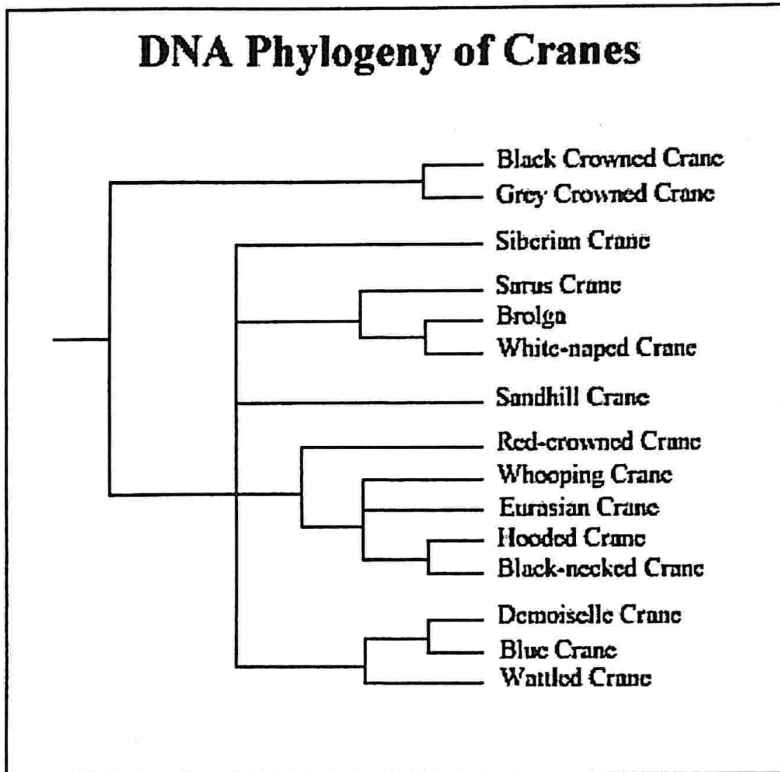 DNA Phylogeny of Cranes
Black Crowned Crane
Grey Crowned Crane
Siberian Crane
Sarus Crane
Brolga
White-naped Crane
Sandhill Crane
Red-crowned Crane
Whooping Crane
Eurasian Crane
Hooded Crane
Black-necked Crane
Demoiselle Crane
Blue Crane
Wattled Crane